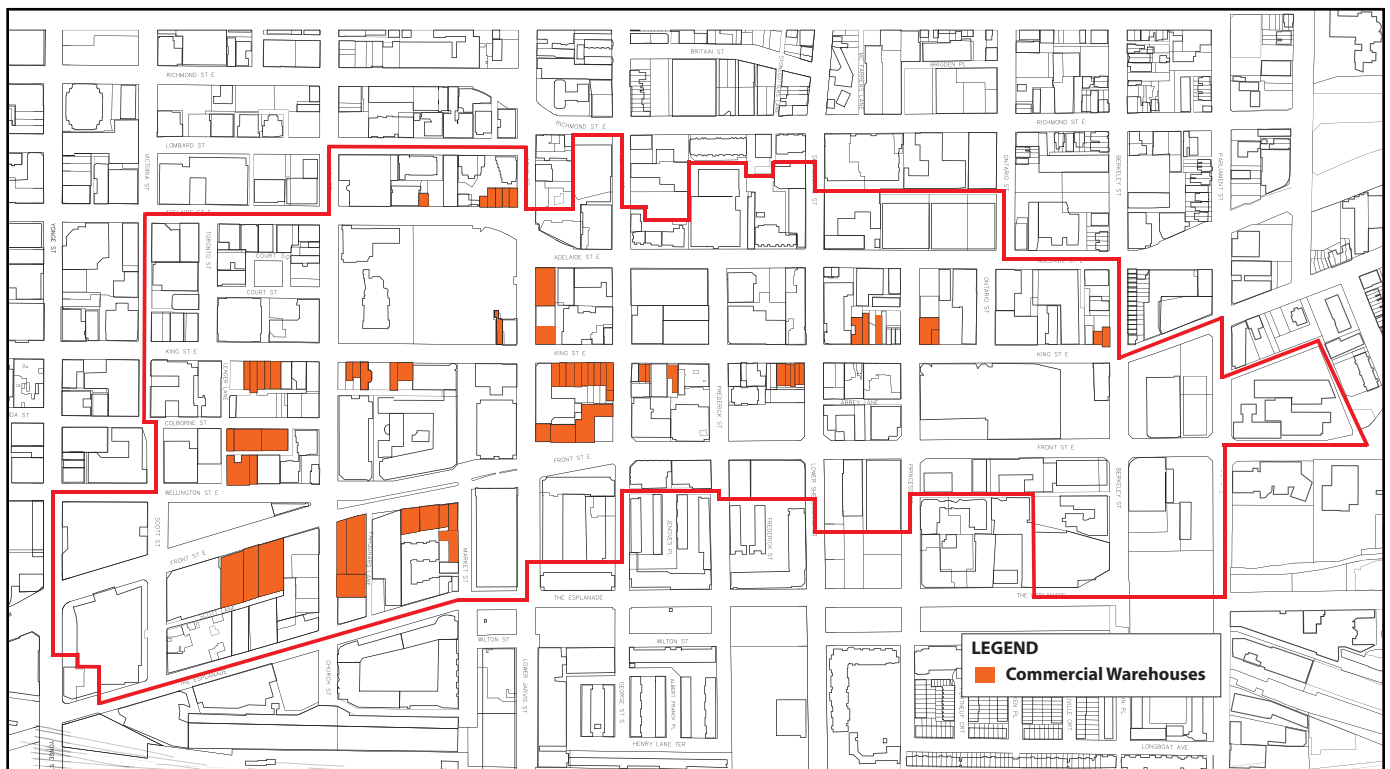 BRITAIN ST
BRIGDEN PL
RICHMOND ST E
RICHMOND ST E
RICHMOND ST E
LOMBARD ST
VICTORIA ST
ONTARIO ST
BERKELEY ST
PARLIAMENT ST
ADELAIDE ST E
YONGE ST
TORONTO ST
COURT SQ
ADELAIDE ST E
ADELAIDE ST E
COURT ST
ONTARIO ST
KING ST E
KING ST E
KING ST E
LEADER LANE
FREDERICK ST
ABBEY LANE
DA ST
COLBORNE ST
FRONT ST E
FRONT ST E
WELLINGTON ST E
PRINCESS
BERKELEY ST
SCOTT ST
FRONT ST E
MARKET ST
JENOVES PL
FREDERICK ST
THE ESPLANADE
THE ESPLANADE
WILTON ST
WILTON ST
THE ESPLANADE
CHURCH ST
LOWER JARVIS ST
GEORGE ST S
HENRY LANE TER
LONGBOAT AVE
YONGE S
LEGEND
Commercial Warehouses